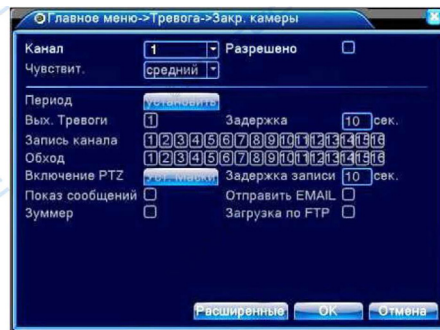 Главное меню->Тревога->Закр. камеры
Канал 1 Разрешено
Чувствит. средний
Период установить
Вых. Тревоги 1 Задержка 10 сек.
Запись канала 1 2 3 4 5 6 7 8 9 10 11 12 13 14 15 16
Обход 1 2 3 4 5 6 7 8 9 10 11 12 13 14 15 16
Включение PTZ Уст. Маски Задержка записи 10 сек.
Показ сообщений Отправить EMAIL
Зуммер Загрузка по FTP
Расширенные OK Отмена